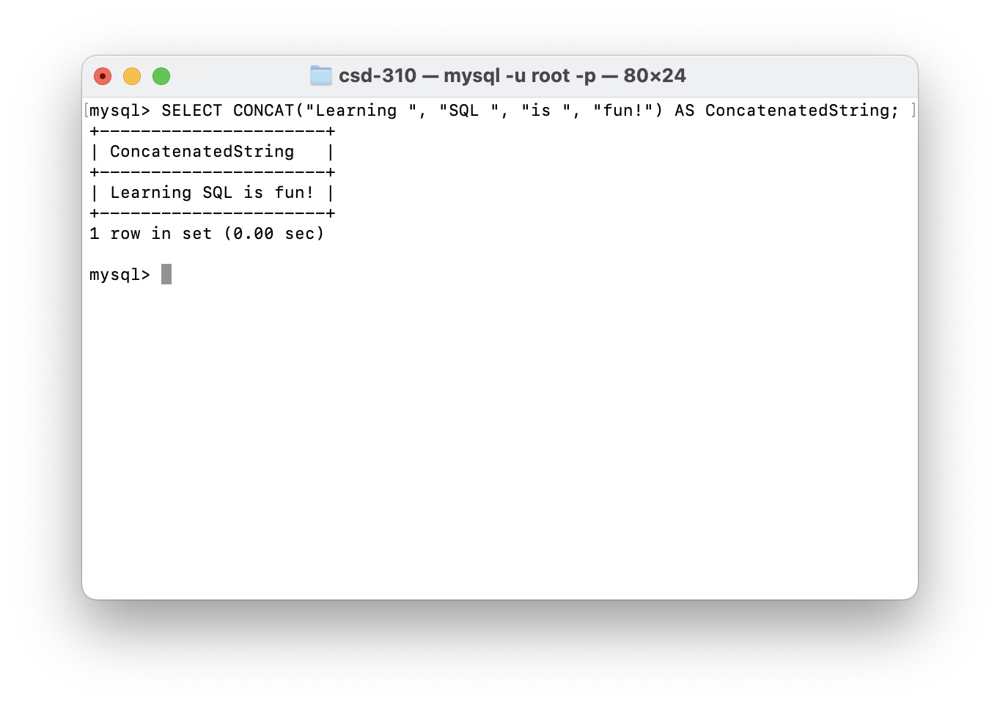 csd-310 — mysql -u root -p — 80×24
[mysql> SELECT CONCAT("Learning ", "SQL ", "is ", "fun!") AS ConcatenatedString; ]
+----------------------+
| ConcatenatedString   |
+----------------------+
| Learning SQL is fun! |
+----------------------+
1 row in set (0.00 sec)
mysql>